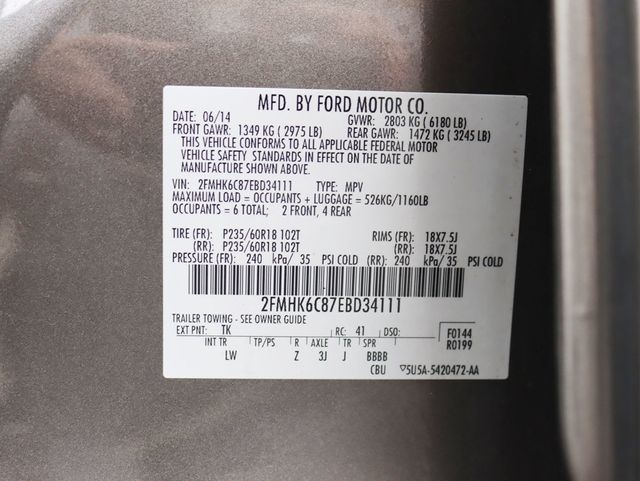 MFD. BY FORD MOTOR CO.
DATE: 06/14 GVWR: 2803 KG ( 6180 LB)
FRONT GAWR: 1349 KG ( 2975 LB) REAR GAWR: 1472 KG ( 3245 LB)
THIS VEHICLE CONFORMS TO ALL APPLICABLE FEDERAL MOTOR
VEHICLE SAFETY STANDARDS IN EFFECT ON THE DATE OF
MANUFACTURE SHOWN ABOVE.
VIN: 2FMHK6C87EBD34111 TYPE: MPV
MAXIMUM LOAD = OCCUPANTS + LUGGAGE = 526KG/1160LB
OCCUPANTS = 6 TOTAL; 2 FRONT, 4 REAR
TIRE (FR): P235/60R18 102T RIMS (FR): 18X7.5J
(RR): P235/60R18 102T (RR): 18X7.5J
PRESSURE (FR): 240 kPa/ 35 PSI COLD (RR): 240 kPa/ 35 PSI COLD
2FMHK6C87EBD34111
TRAILER TOWING - SEE OWNER GUIDE
EXT PNT: TK RC: 41 DSO: F0144
INT TR TP/PS R AXLE TR SPR R0199
LW Z 3J J BBBB
CBU ▽5U5A-5420472-AA